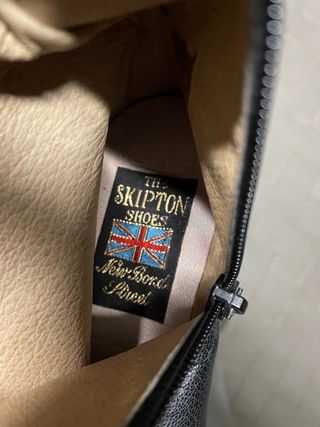 THE
SKIPTON
SHOES
New Bond
Street